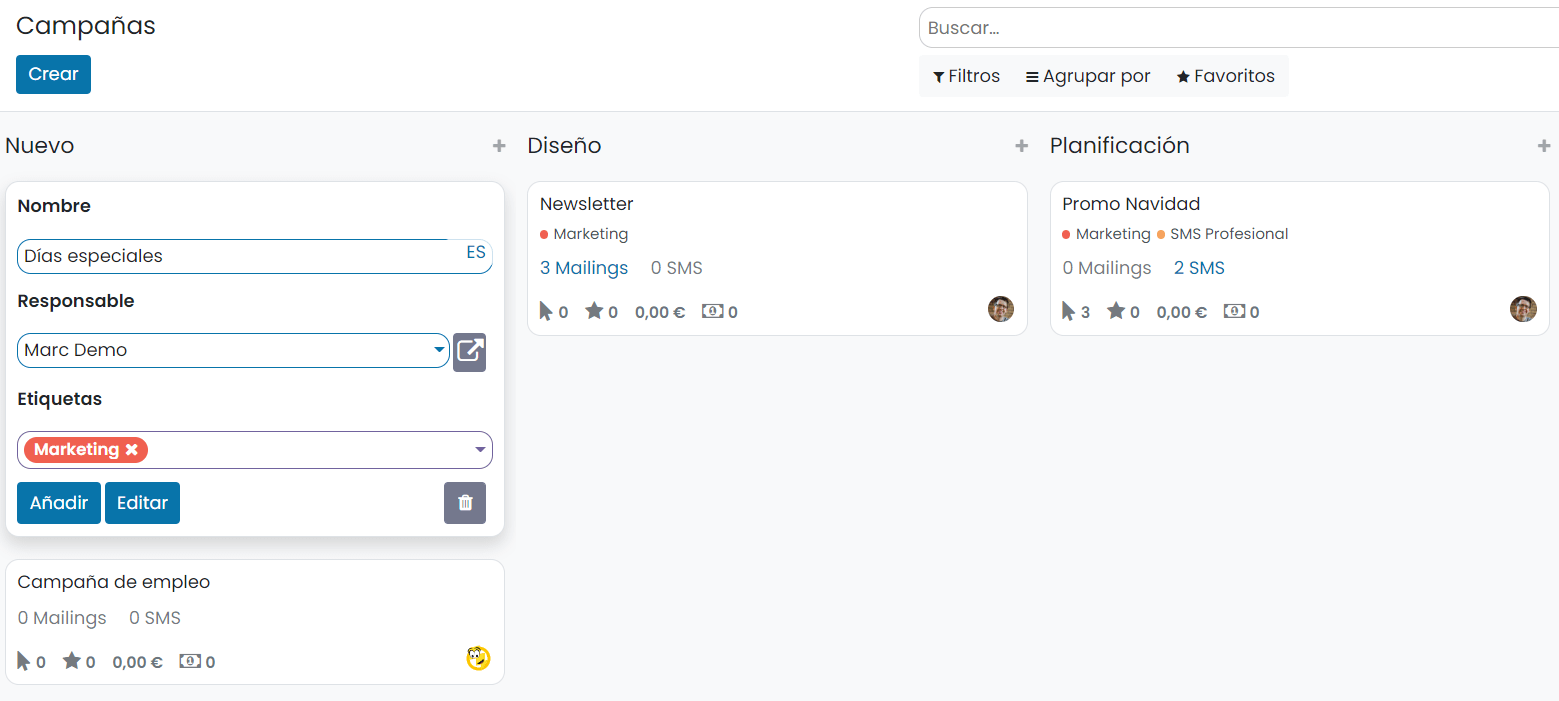 Campañas
Buscar...
Crear
Filtros Agrupar por Favoritos
Nuevo
Nombre
Días especiales ES
Responsable
Marc Demo
Etiquetas
Marketing
Añadir Editar
Campaña de empleo
0 Mailings 0 SMS
0 0 0,00 € 0
Diseño
Newsletter
Marketing
3 Mailings 0 SMS
0 0 0,00 € 0
Planificación
Promo Navidad
Marketing SMS Profesional
0 Mailings 2 SMS
3 0 0,00 € 0